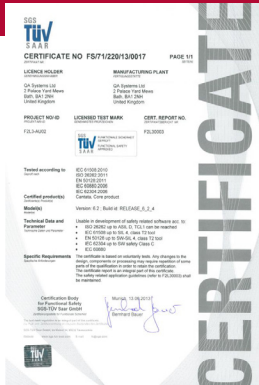 SGS
TÜV
SAAR
CERTIFICATE NO FS/71/220/13/0017 PAGE 1/1
LICENCE HOLDER MANUFACTURING PLANT
QA Systems Ltd QA Systems Ltd
2 Palace Yard Mews 2 Palace Yard Mews
Bath, BA1 2NH Bath, BA1 2NH
United Kingdom United Kingdom
PROJECT NO/-ID LICENSED TEST MARK CERT. REPORT NO.
F2L3-AU02 F2L30003
SGS TÜV SAAR
FUNCTIONAL SAFETY
APPROVED
Tested according to IEC 61508:2010
ISO 26262:2011
EN 50128:2011
IEC 60880:2006
IEC 62304:2006
Certified product(s) Cantata, Core product
Model(s) Version 6.2 ; Build id: RELEASE_6_2_4
Technical Data and Parameter Useable in development of safety related software acc. to
• ISO 26262 up to ASIL D, TCL1 can be reached
• IEC 61508 up to SIL 4, class T2 tool
• EN 50128 up to SW-SIL 4, class T2 tool
• IEC 62304 up to SW safety Class C
• IEC 60880
Specific Requirements The certificate is based on voluntarily tests. Any changes to the
design, components or processing may require repetition of some
parts of the qualification in order to retain the certification.
The certificate report is an integral part of this certificate.
The safety related application guidelines (refer to F2L30003) shall
be maintained.
Certification Body
for Functional Safety
SGS-TÜV Saar GmbH
Munich,
Bernhard Bauer
TÜV
CERTIFICATE